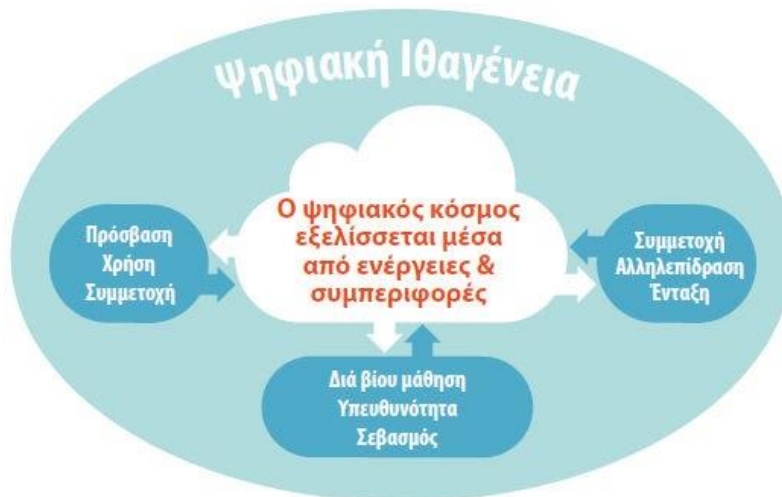 Ψηφιακή Ιθαγένεια
Ο ψηφιακός κόσμος
εξελίσσεται μέσα
από ενέργειες &
συμπεριφορές
Πρόσβαση
Χρήση
Συμμετοχή
Συμμετοχή
Αλληλεπίδραση
Ένταξη
Διά βίου μάθηση
Υπευθυνότητα
Σεβασμός